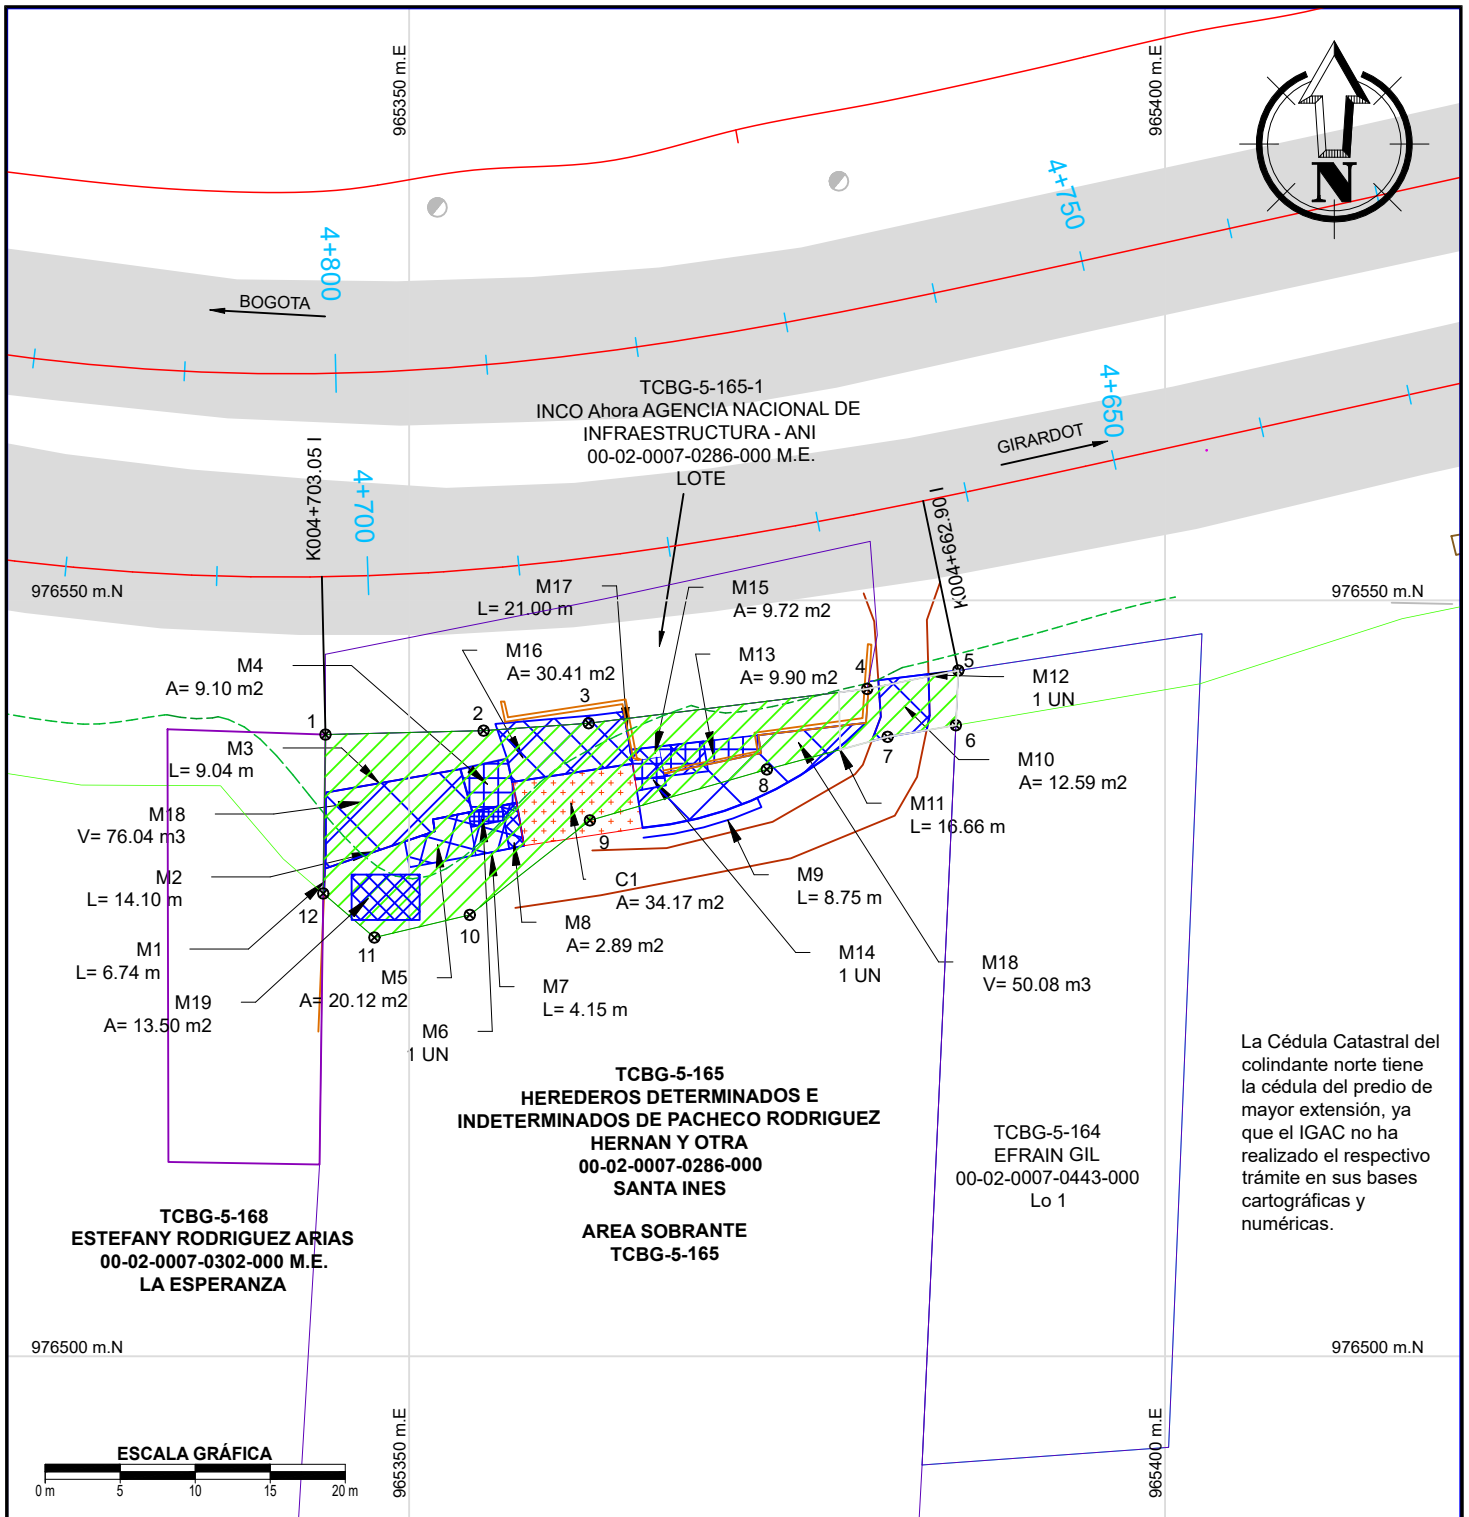 965350 m.E
965400 m.E
N
4+750
4+800
BOGOTA
TCBG-5-165-1
INCO Ahora AGENCIA NACIONAL DE
INFRAESTRUCTURA - ANI
00-02-0007-0286-000 M.E.
LOTE
GIRARDOT
4+650
K004+703.05 I
4+700
K004+662.90 I
976550 m.N
976550 m.N
M17
L= 21.00 m
M15
A= 9.72 m2
M4
A= 9.10 m2
M16
A= 30.41 m2
M13
A= 9.90 m2
1
2
3
4
5
6
7
8
9
10
11
12
M12
1 UN
M3
L= 9.04 m
M10
A= 12.59 m2
M18
V= 76.04 m3
M11
L= 16.66 m
M2
L= 14.10 m
C1
A= 34.17 m2
M9
L= 8.75 m
M1
L= 6.74 m
M8
A= 2.89 m2
M14
1 UN
M18
V= 50.08 m3
M19
A= 13.50 m2
M5
A= 20.12 m2
M7
L= 4.15 m
M6
1 UN
TCBG-5-165
HEREDEROS DETERMINADOS E
INDETERMINADOS DE PACHECO RODRIGUEZ
HERNAN Y OTRA
00-02-0007-0286-000
SANTA INES
AREA SOBRANTE
TCBG-5-165
TCBG-5-164
EFRAIN GIL
00-02-0007-0443-000
Lo 1
La Cédula Catastral del
colindante norte tiene
la cédula del predio de
mayor extensión, ya
que el IGAC no ha
realizado el respectivo
trámite en sus bases
cartográficas y
numéricas.
TCBG-5-168
ESTEFANY RODRIGUEZ ARIAS
00-02-0007-0302-000 M.E.
LA ESPERANZA
976500 m.N
976500 m.N
965350 m.E
965400 m.E
ESCALA GRÁFICA
0 m 5 10 15 20 m